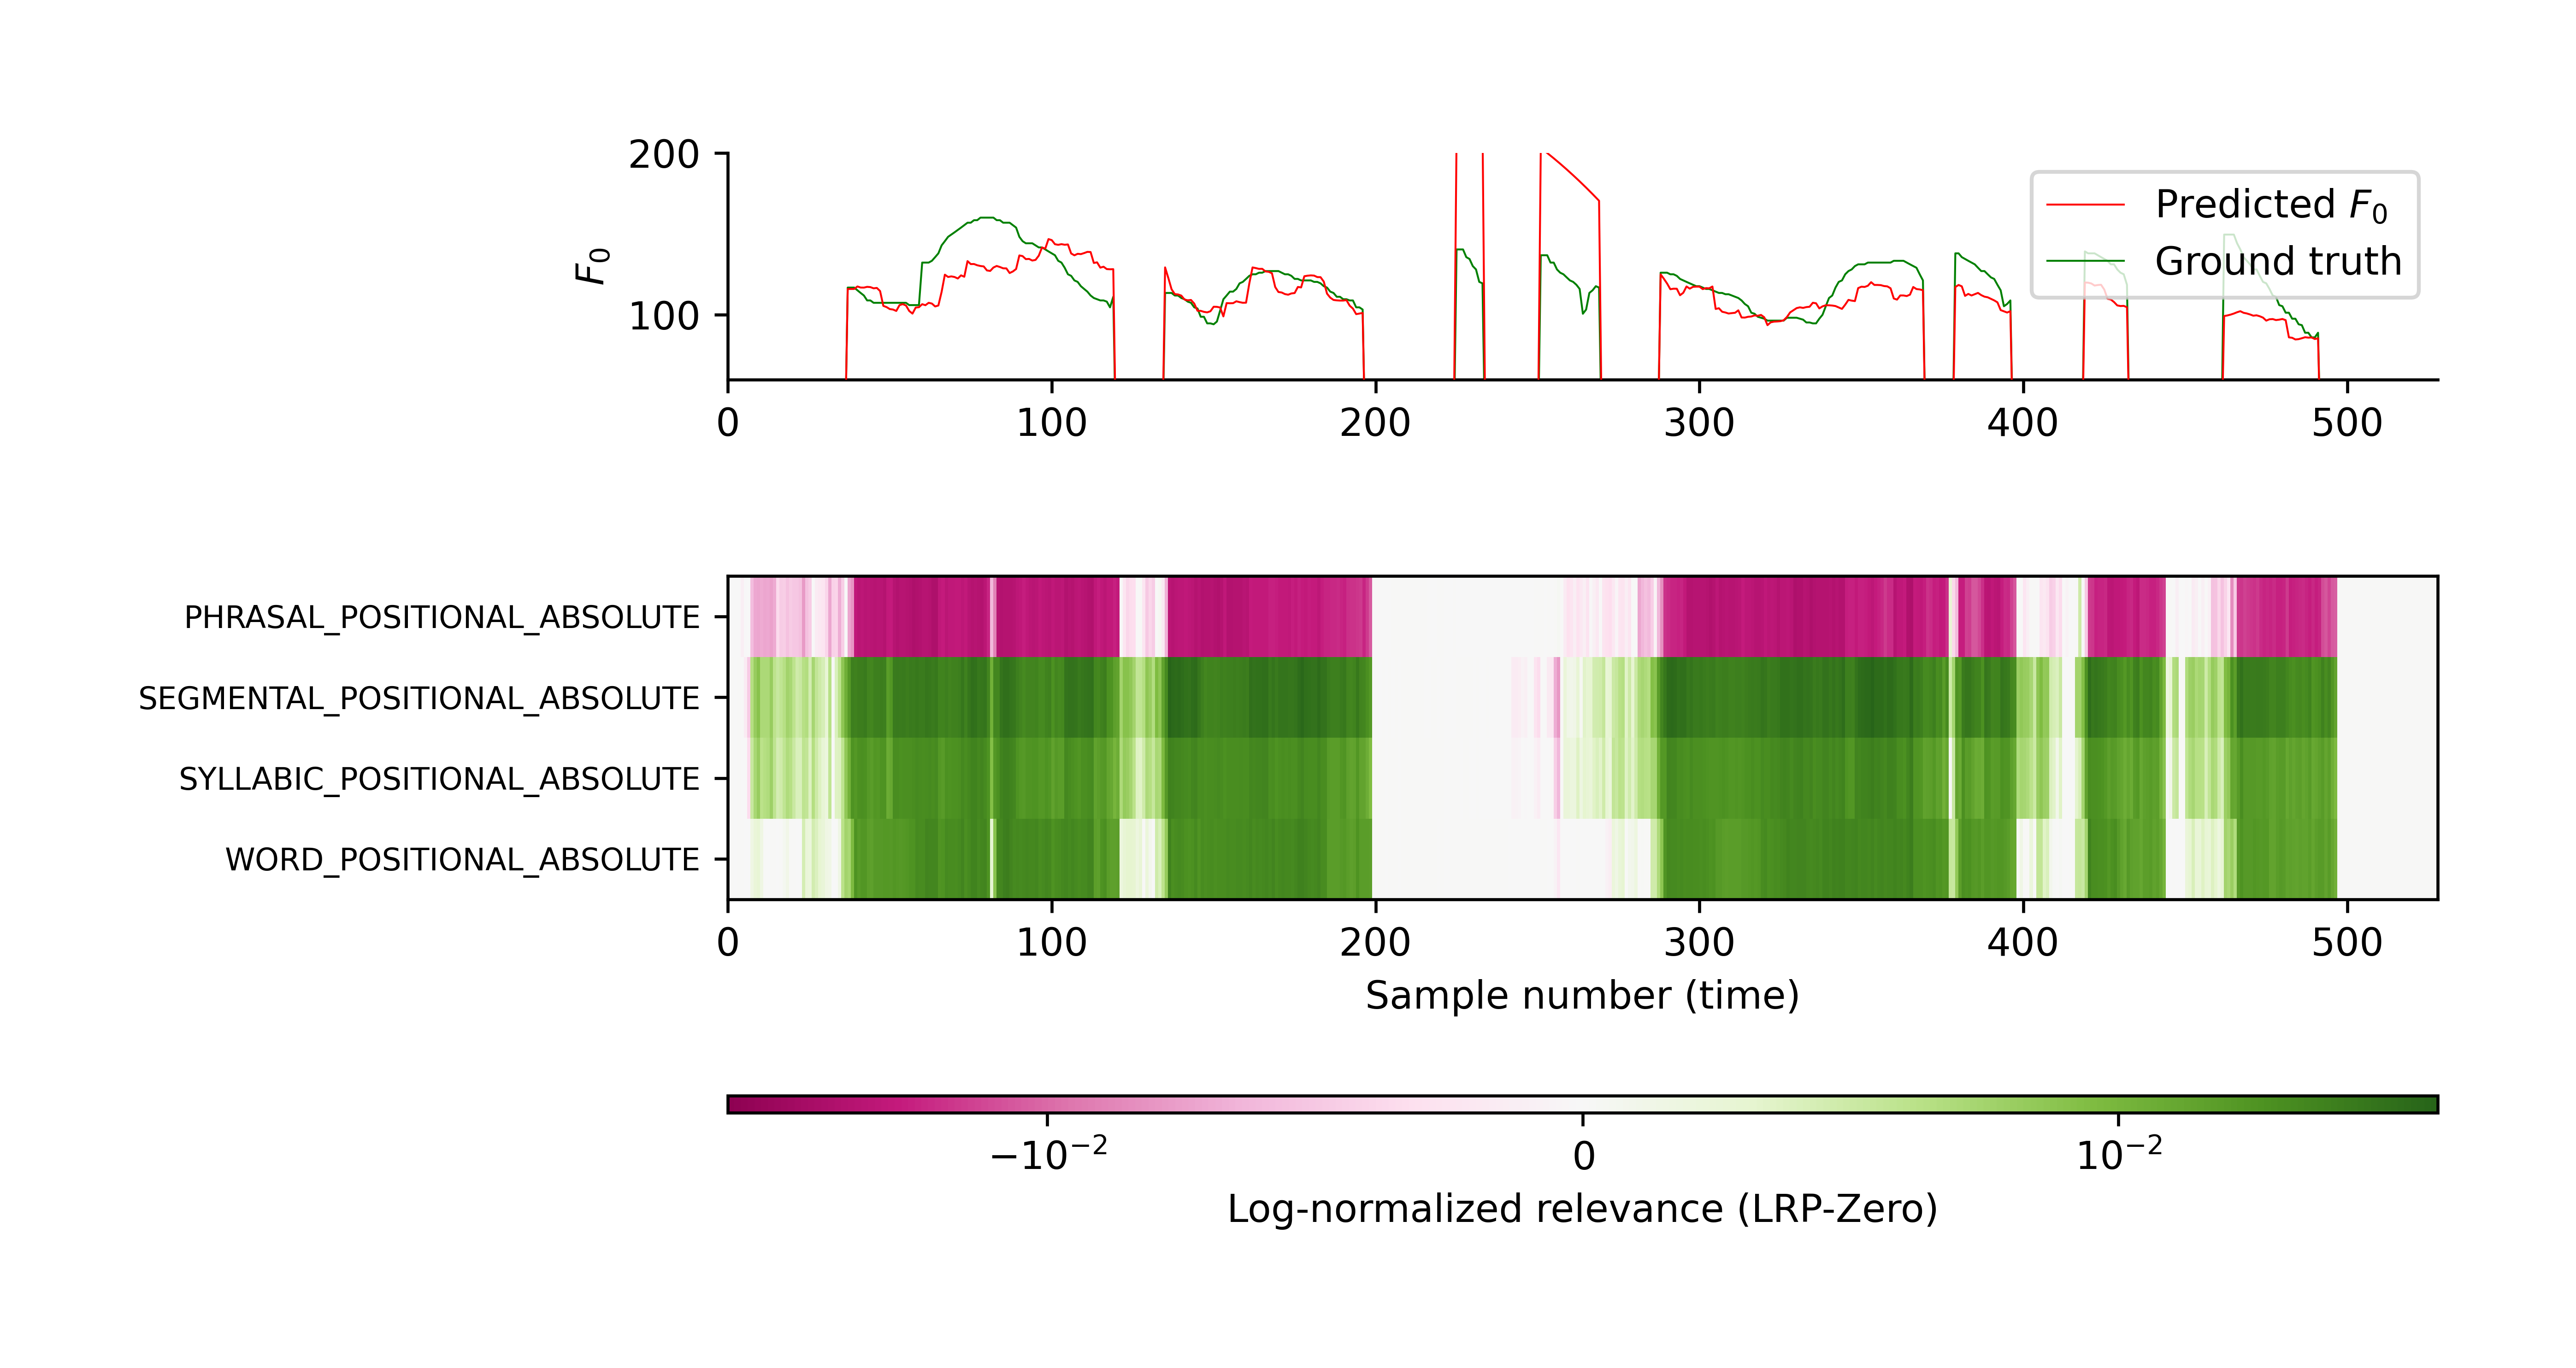 200
100
F0
Predicted F0
Ground truth
0 100 200 300 400 500
PHRASAL_POSITIONAL_ABSOLUTE
SEGMENTAL_POSITIONAL_ABSOLUTE
SYLLABIC_POSITIONAL_ABSOLUTE
WORD_POSITIONAL_ABSOLUTE
0 100 200 300 400 500
Sample number (time)
−10⁻² 0 10⁻²
Log-normalized relevance (LRP-Zero)